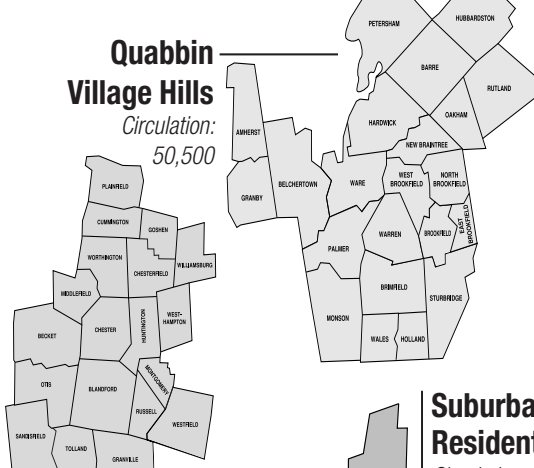 Quabbin
Village Hills
Circulation:
50,500
PETERSHAM
HUBBARDSTON
BARRE
RUTLAND
HARDWICK
OAKHAM
NEW BRAINTREE
AMHERST
GRANBY
BELCHERTOWN
WARE
WEST
BROOKFIELD
NORTH
BROOKFIELD
PALMER
WARREN
BROOKFIELD
EAST
BROOKFIELD
BRIMFIELD
STURBRIDGE
MONSON
WALES
HOLLAND
PLAINFIELD
CUMMINGTON
GOSHEN
WORTHINGTON
CHESTERFIELD
WILLIAMSBURG
MIDDLEFIELD
BECKET
CHESTER
HUNTINGTON
WEST-
HAMPTON
OTIS
BLANDFORD
MONTGOMERY
RUSSELL
WESTFIELD
SANDISFIELD
TOLLAND
GRANVILLE
Suburba
Resident